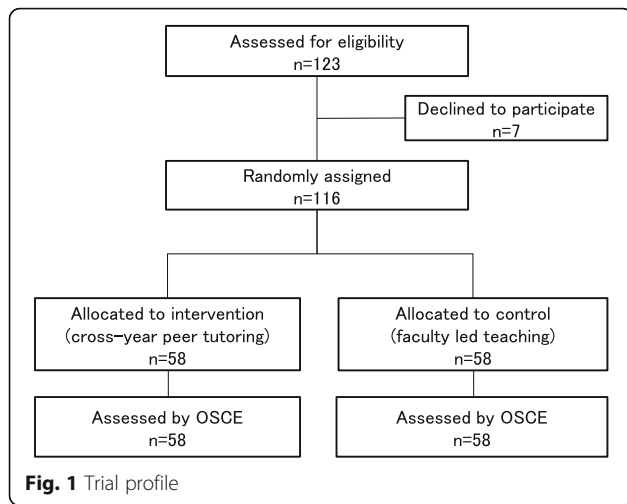 Assessed for eligibility
n=123
Declined to participate
n=7
Randomly assigned
n=116
Allocated to intervention
(cross-year peer tutoring)
n=58
Allocated to control
(faculty led teaching)
n=58
Assessed by OSCE
n=58
Assessed by OSCE
n=58
Fig. 1 Trial profile